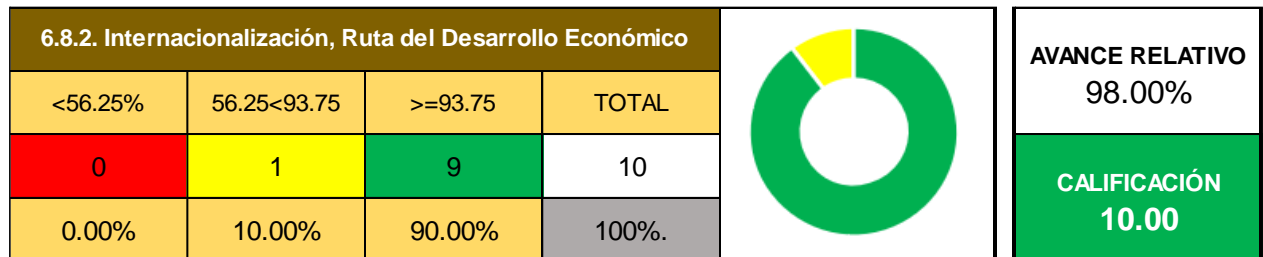 6.8.2. Internacionalización, Ruta del Desarrollo Económico
<56.25% 56.25<93.75 >=93.75 TOTAL
0 1 9 10
0.00% 10.00% 90.00% 100%.
AVANCE RELATIVO
98.00%
CALIFICACIÓN
10.00